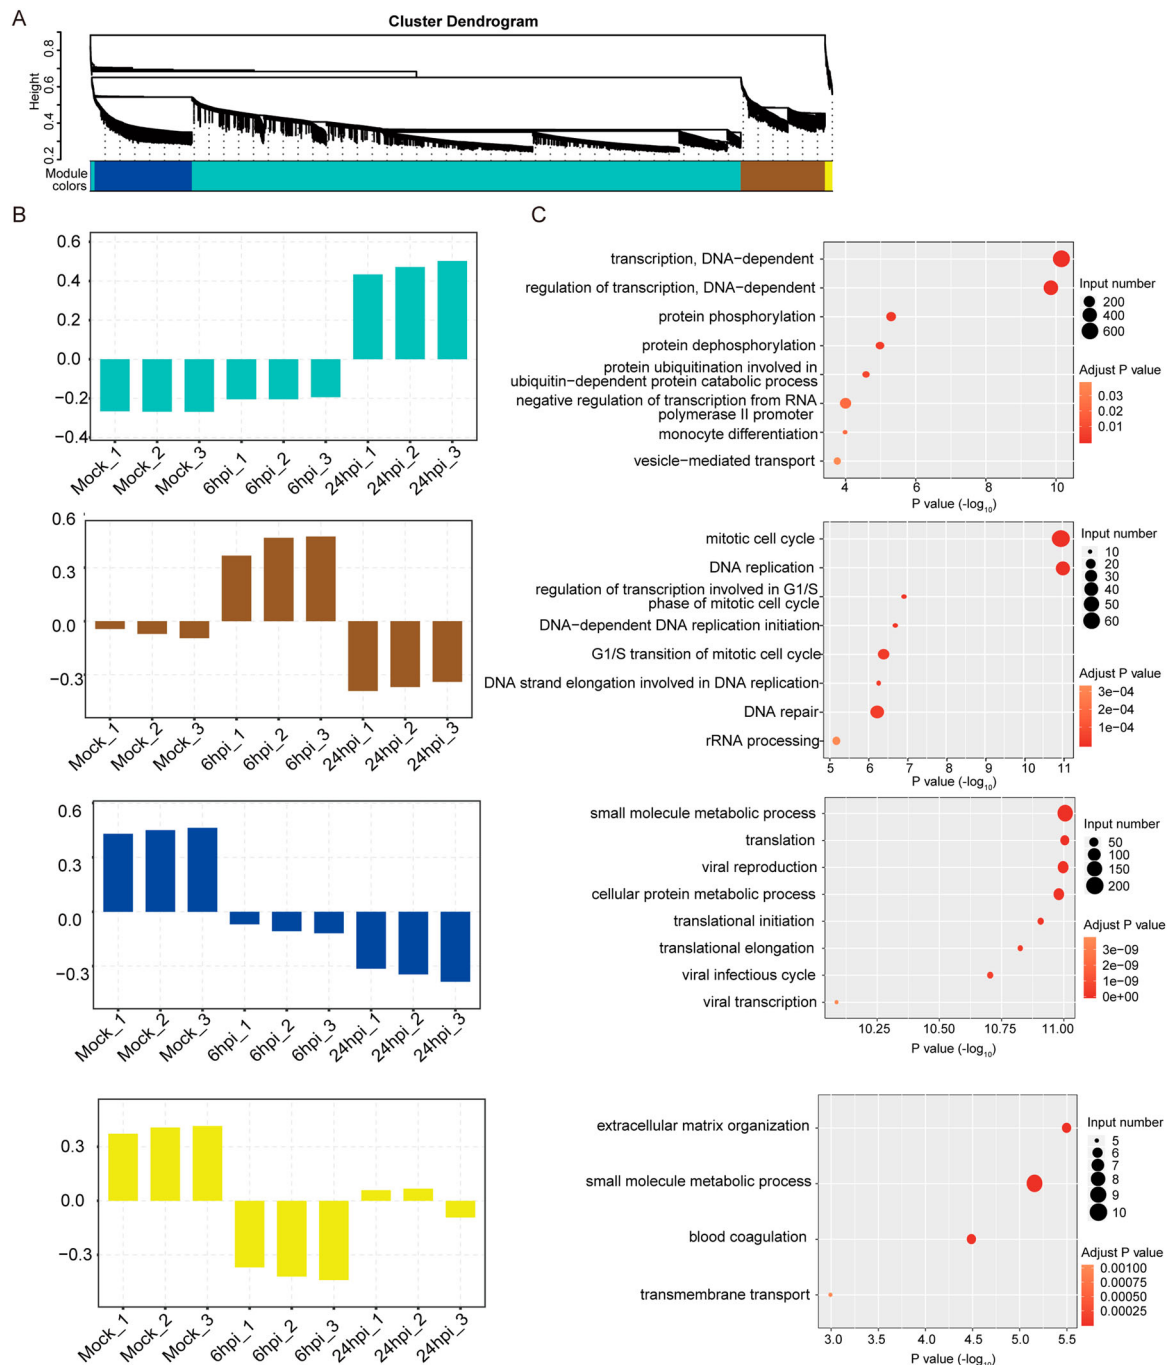 A
Cluster Dendrogram
Height
0.8
0.6
0.4
0.2
Module
colors
B
0.6
0.4
0.2
0.0
−0.2
−0.4
Mock_1
Mock_2
Mock_3
6hpi_1
6hpi_2
6hpi_3
24hpi_1
24hpi_2
24hpi_3
0.6
0.3
0.0
−0.3
Mock_1
Mock_2
Mock_3
6hpi_1
6hpi_2
6hpi_3
24hpi_1
24hpi_2
24hpi_3
0.6
0.3
0.0
−0.3
Mock_1
Mock_2
Mock_3
6hpi_1
6hpi_2
6hpi_3
24hpi_1
24hpi_2
24hpi_3
0.3
0.0
−0.3
Mock_1
Mock_2
Mock_3
6hpi_1
6hpi_2
6hpi_3
24hpi_1
24hpi_2
24hpi_3
C
transcription, DNA−dependent
regulation of transcription, DNA−dependent
protein phosphorylation
protein dephosphorylation
protein ubiquitination involved in
ubiquitin−dependent protein catabolic process
negative regulation of transcription from RNA
polymerase II promoter
monocyte differentiation
vesicle−mediated transport
4 6 8 10
P value (-log10)
Input number
200
400
600
Adjust P value
0.03
0.02
0.01
mitotic cell cycle
DNA replication
regulation of transcription involved in G1/S
phase of mitotic cell cycle
DNA−dependent DNA replication initiation
G1/S transition of mitotic cell cycle
DNA strand elongation involved in DNA replication
DNA repair
rRNA processing
5 6 7 8 9 10 11
P value (-log10)
Input number
10
20
30
40
50
60
Adjust P value
3e−04
2e−04
1e−04
small molecule metabolic process
translation
viral reproduction
cellular protein metabolic process
translational initiation
translational elongation
viral infectious cycle
viral transcription
10.25 10.50 10.75 11.00
P value (-log10)
Input number
50
100
150
200
Adjust P value
3e−09
2e−09
1e−09
0e+00
extracellular matrix organization
small molecule metabolic process
blood coagulation
transmembrane transport
3.0 3.5 4.0 4.5 5.0 5.5
P value (-log10)
Input number
5
6
7
8
9
10
Adjust P value
0.00100
0.00075
0.00050
0.00025